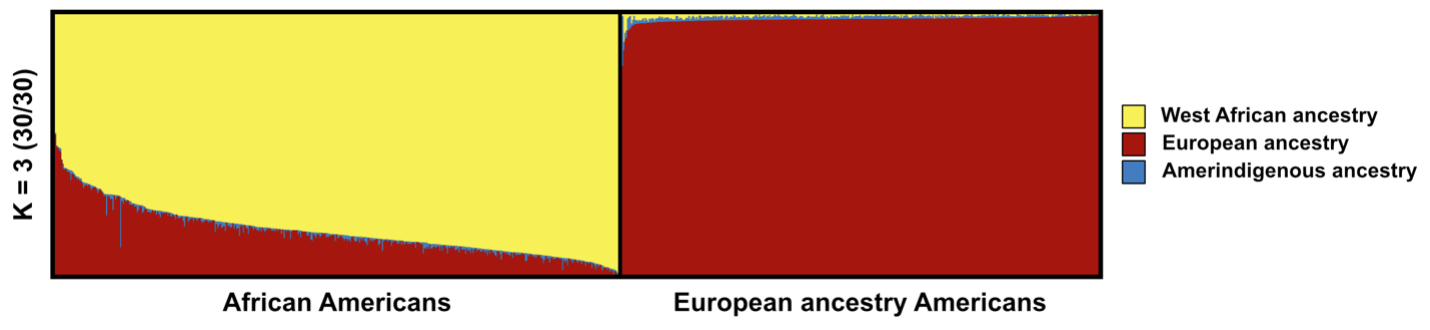 K = 3 (30/30)
West African ancestry
European ancestry
Amerindigenous ancestry
African Americans
European ancestry Americans